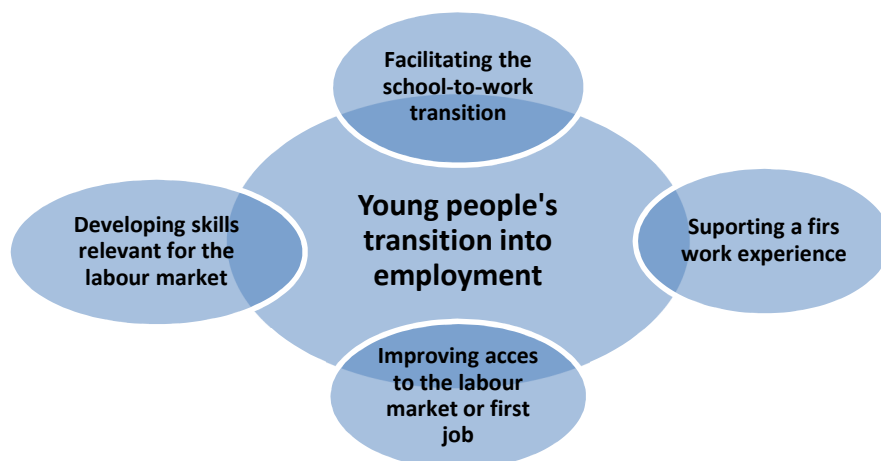 Facilitating the
school-to-work
transition
Developing skills
relevant for the
labour market
Young people's
transition into
employment
Suporting a firs
work experience
Improving acces
to the labour
market or first
job